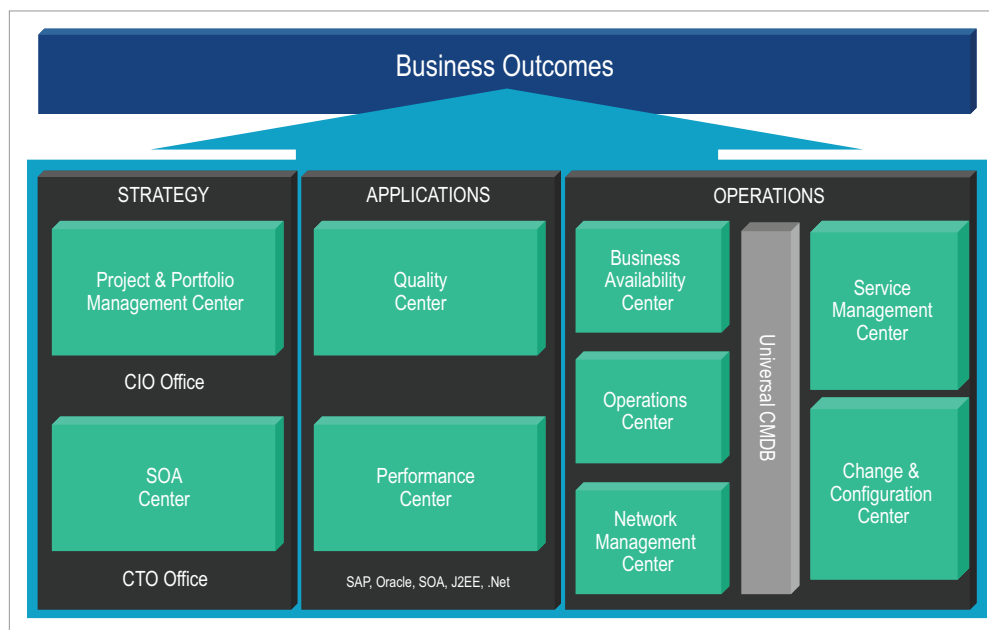 Business Outcomes
STRATEGY
Project & Portfolio
Management Center
CIO Office
SOA
Center
CTO Office
APPLICATIONS
Quality
Center
Performance
Center
SAP, Oracle, SOA, J2EE, .Net
OPERATIONS
Business
Availability
Center
Operations
Center
Network
Management
Center
Universal CMDB
Service
Management
Center
Change &
Configuration
Center